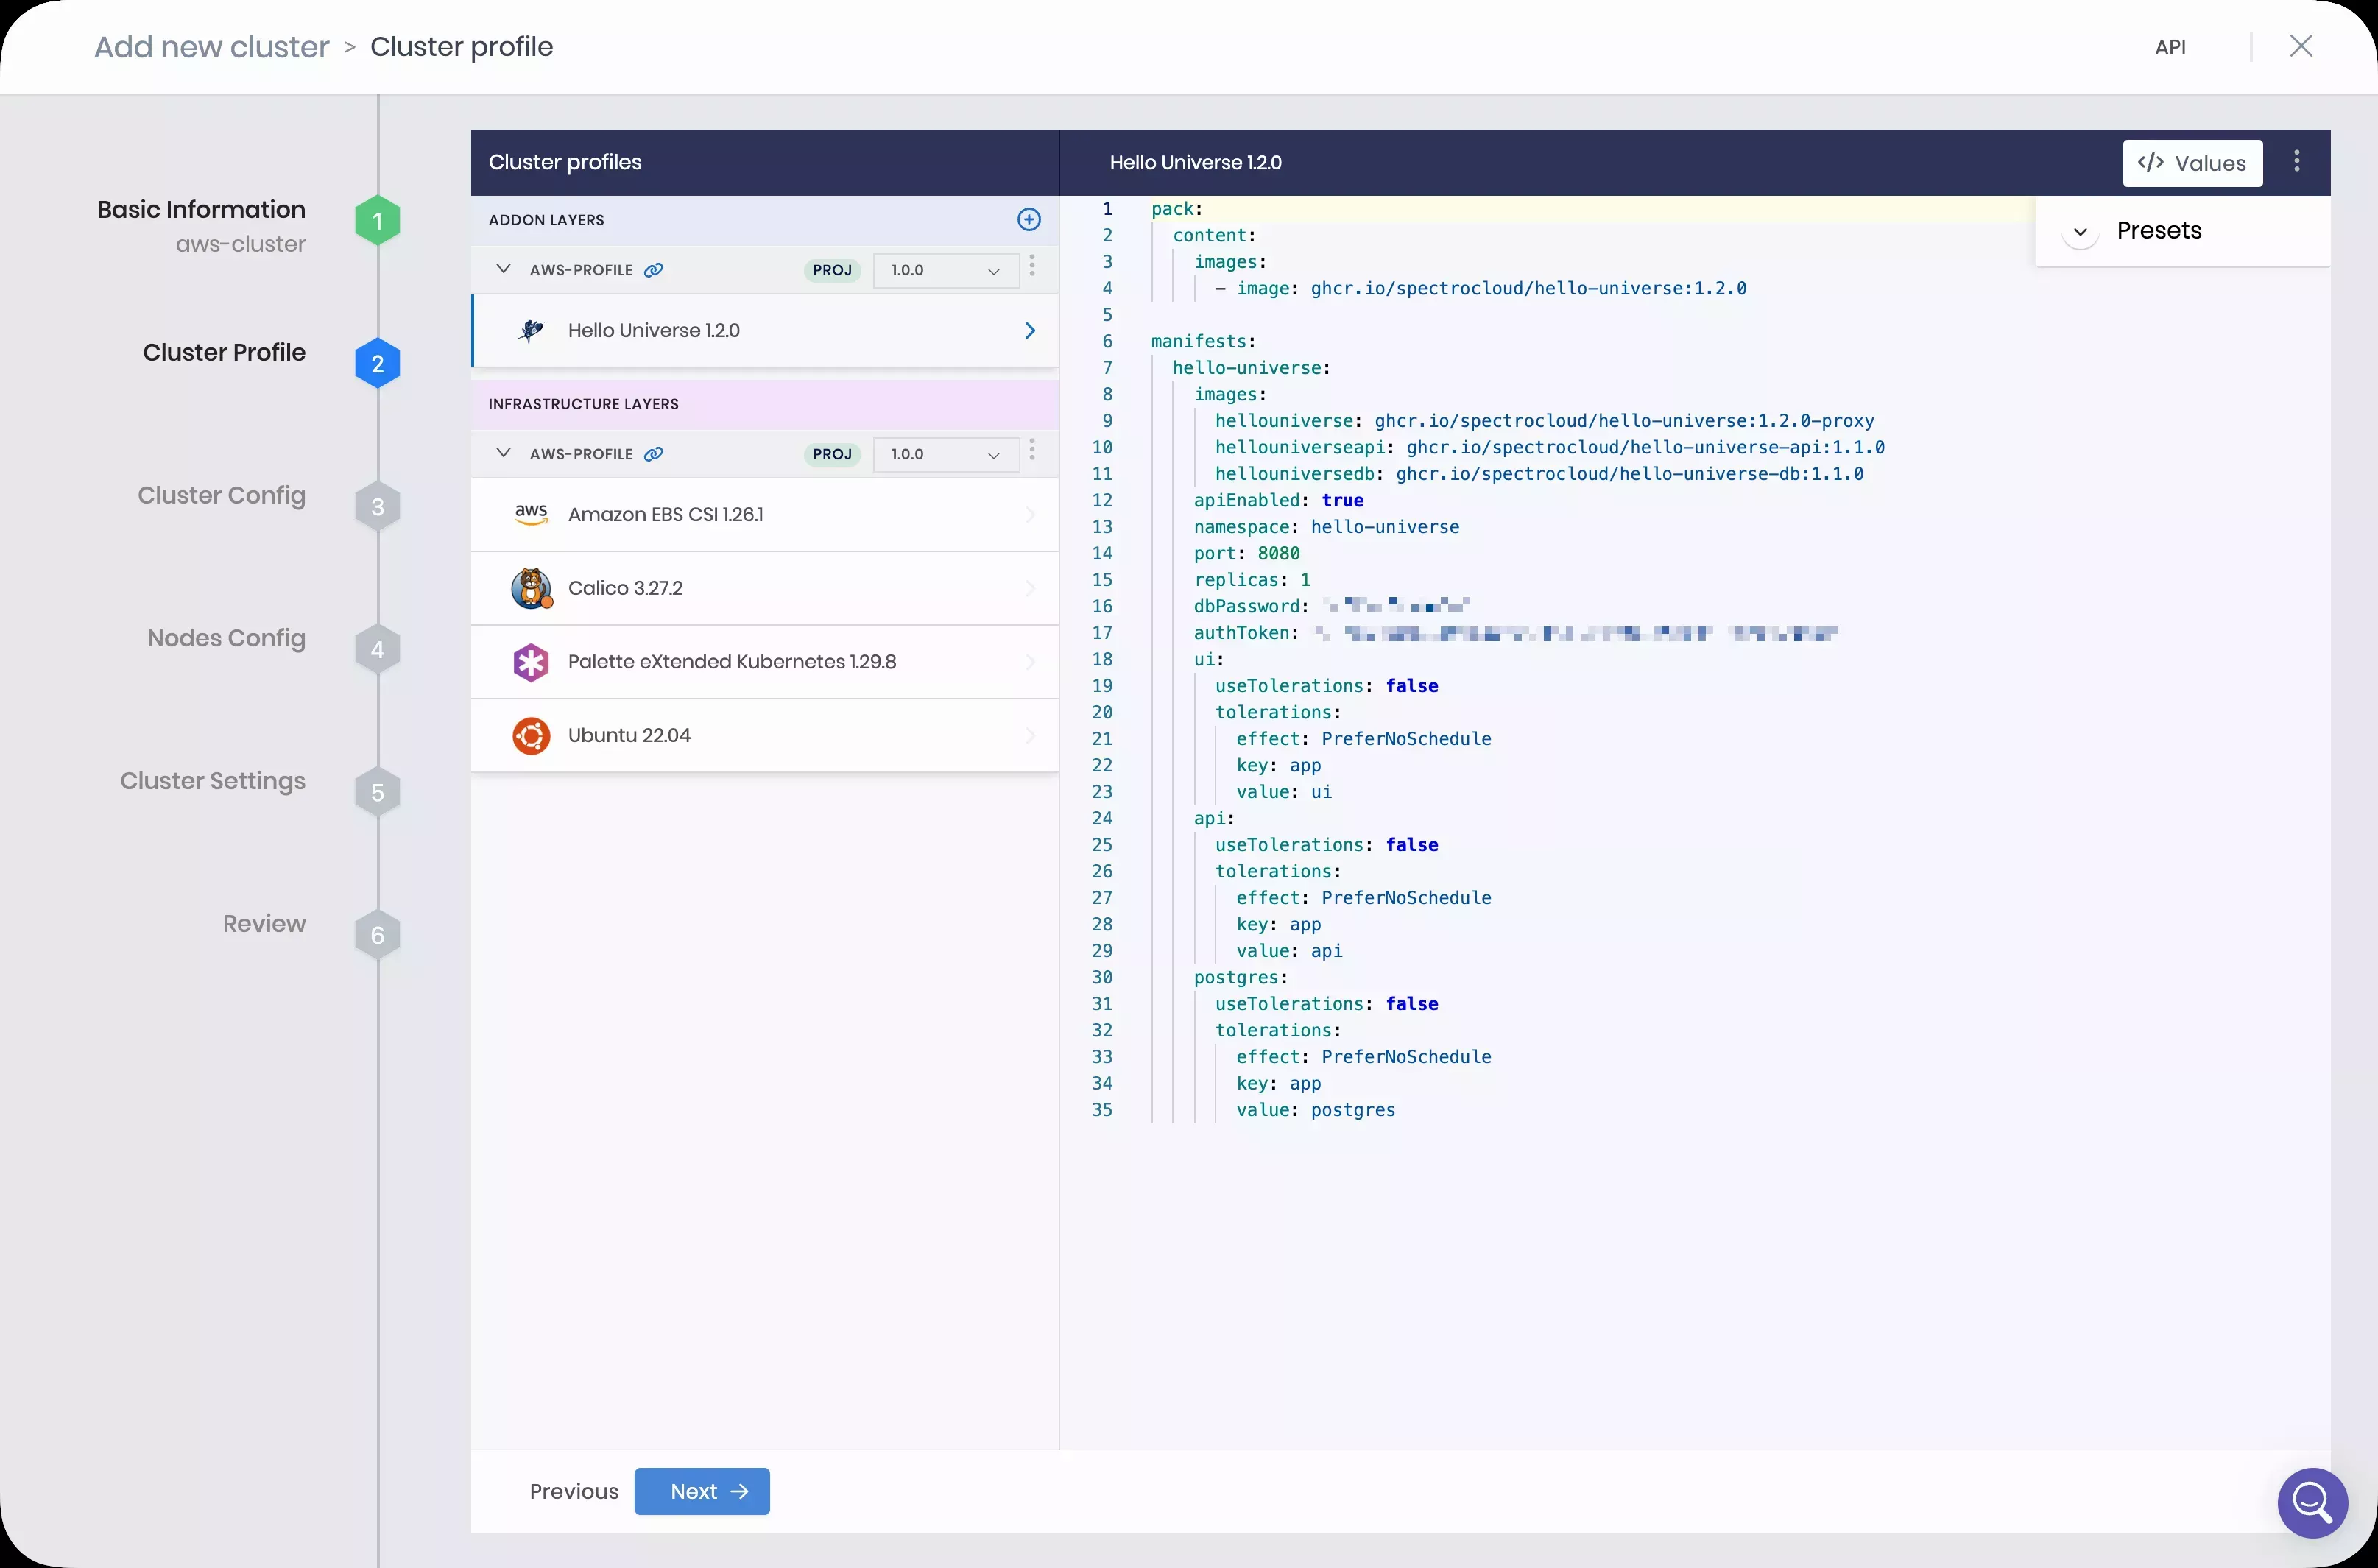 Add new cluster > Cluster profile
API
Basic Information
aws-cluster
1
Cluster Profile
2
Cluster Config
3
Nodes Config
4
Cluster Settings
5
Review
6
Cluster profiles
ADDON LAYERS
AWS-PROFILE PROJ 1.0.0
Hello Universe 1.2.0
INFRASTRUCTURE LAYERS
AWS-PROFILE PROJ 1.0.0
aws Amazon EBS CSI 1.26.1
Calico 3.27.2
Palette eXtended Kubernetes 1.29.8
Ubuntu 22.04
Hello Universe 1.2.0
</> Values
Presets
1 pack:
2 content:
3 images:
4 - image: ghcr.io/spectrocloud/hello-universe:1.2.0
5
6 manifests:
7 hello-universe:
8 images:
9 hellouniverse: ghcr.io/spectrocloud/hello-universe:1.2.0-proxy
10 hellouniverseapi: ghcr.io/spectrocloud/hello-universe-api:1.1.0
11 hellouniversedb: ghcr.io/spectrocloud/hello-universe-db:1.1.0
12 apiEnabled: true
13 namespace: hello-universe
14 port: 8080
15 replicas: 1
16 dbPassword:
17 authToken:
18 ui:
19 useTolerations: false
20 tolerations:
21 effect: PreferNoSchedule
22 key: app
23 value: ui
24 api:
25 useTolerations: false
26 tolerations:
27 effect: PreferNoSchedule
28 key: app
29 value: api
30 postgres:
31 useTolerations: false
32 tolerations:
33 effect: PreferNoSchedule
34 key: app
35 value: postgres
Previous
Next →